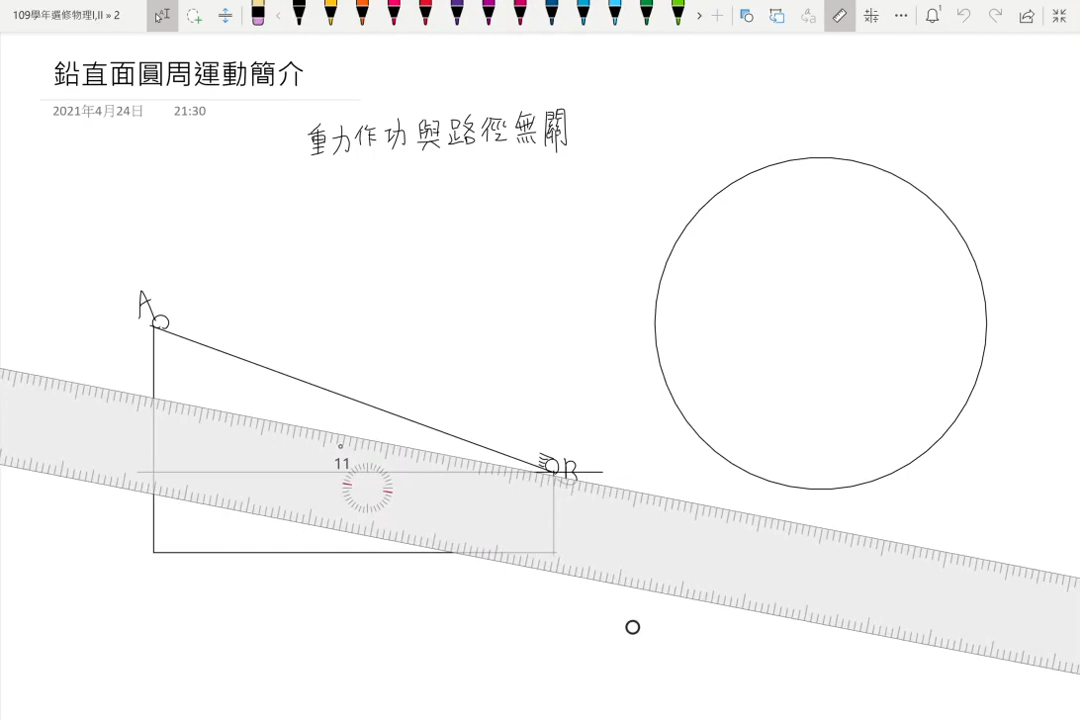 109學年選修物理I,II » 2
鉛直面圓周運動簡介
2021年4月24日 21:30
重力作功與路徑無關
A
11
B